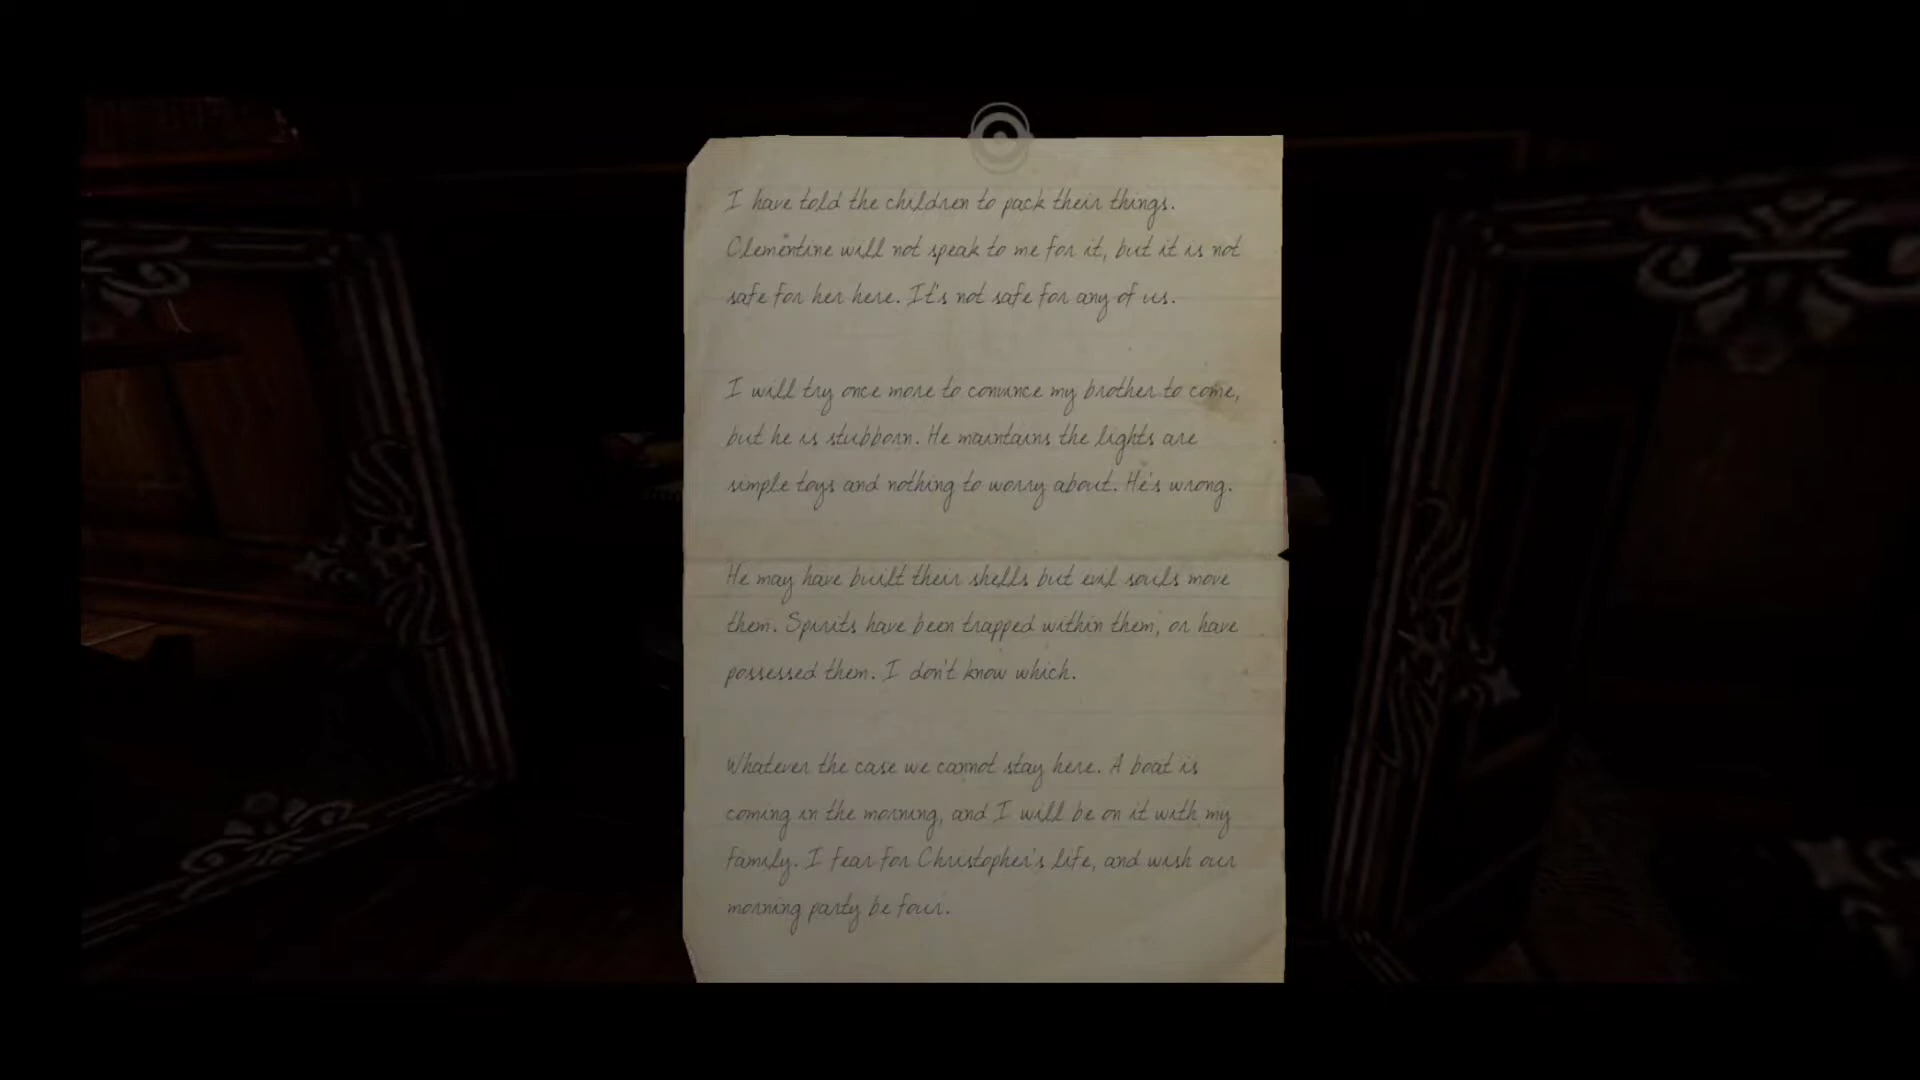 I have told the children to pack their things.
Clementine will not speak to me for it, but it is not
safe for her here. It's not safe for any of us.
I will try once more to convince my brother to come,
but he is stubborn. He maintains the lights are
simple toys and nothing to worry about. He's wrong.
He may have built their shells but evil souls move
them. Spirits have been trapped within them, or have
possessed them. I don't know which.
Whatever the case we cannot stay here. A boat is
coming in the morning, and I will be on it with my
family. I fear for Christopher's life, and wish our
morning party be four.